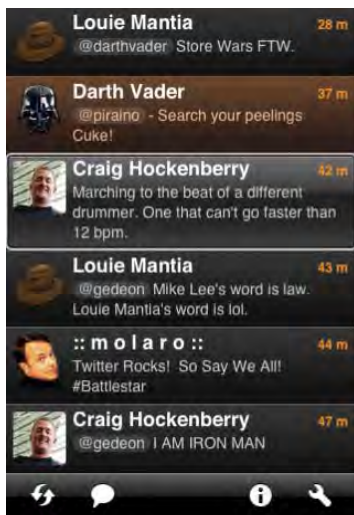 Louie Mantia 28 m
@darthvader Store Wars FTW.
Darth Vader 37 m
@piraino - Search your peelings
Cuke!
Craig Hockenberry 42 m
Marching to the beat of a different
drummer. One that can't go faster than
12 bpm.
Louie Mantia 43 m
@gedeon Mike Lee's word is law.
Louie Mantia's word is lol.
:: m o l a r o :: 44 m
Twitter Rocks! So Say We All!
#Battlestar
Craig Hockenberry 47 m
@gedeon I AM IRON MAN